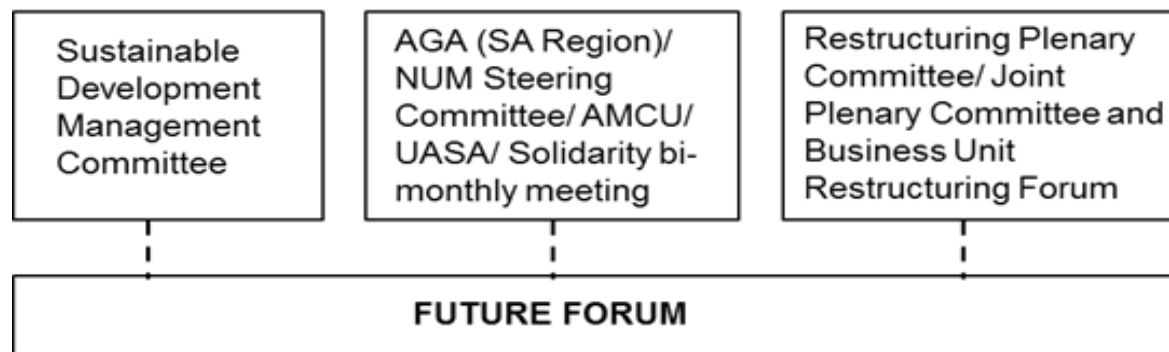 Sustainable
Development
Management
Committee
AGA (SA Region)/
NUM Steering
Committee/ AMCU/
UASA/ Solidarity bi-
monthly meeting
Restructuring Plenary
Committee/ Joint
Plenary Committee and
Business Unit
Restructuring Forum
FUTURE FORUM